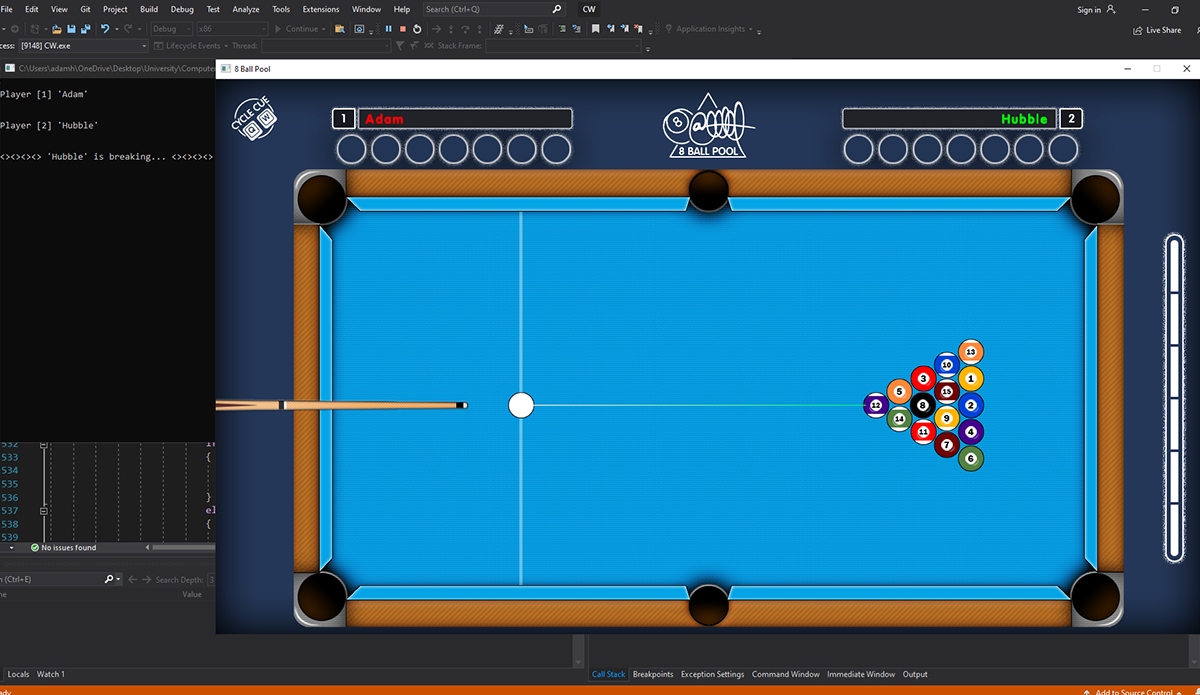 File Edit View Git Project Build Debug Test Analyze Tools Extensions Window Help Search (Ctrl+Q) CW Sign in
Debug x86 Continue Application Insights Live Share
cess: [9148] CW.exe Lifecycle Events Thread: Stack Frame:
C:\Users\adamh\OneDrive\Desktop\University\Compute
8 Ball Pool
Player [1] 'Adam'
Player [2] 'Hubble'
<><><><> 'Hubble' is breaking... <><><><>
CYCLE CUE
1 Adam
8
8 BALL POOL
Hubble 2
13
10
3 1
5 15
12 8 2
14 9
11 4
7
6
532
533 {
534
535
536 }
537 el
538 {
539
No issues found
(Ctrl+E) Search Depth: 3
Value
Locals Watch 1
Call Stack Breakpoints Exception Settings Command Window Immediate Window Output
Add to Source Control